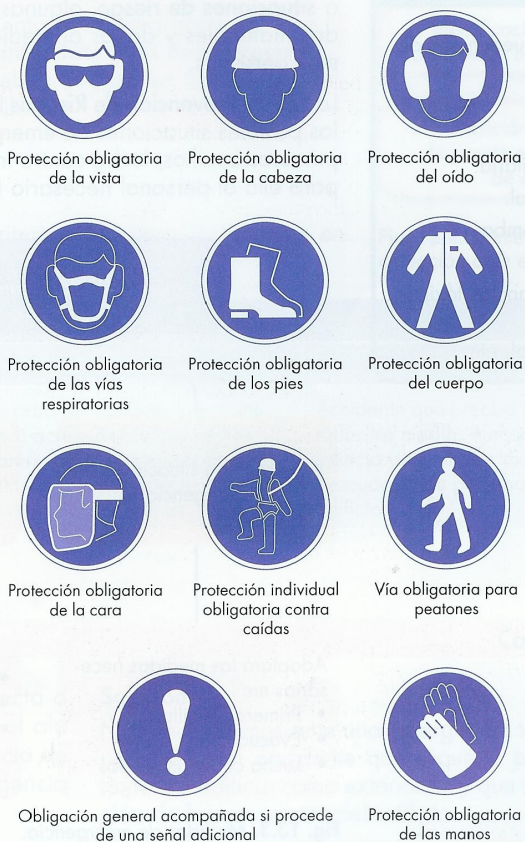 Protección obligatoria
de la vista
Protección obligatoria
de la cabeza
Protección obligatoria
del oído
Protección obligatoria
de las vías
respiratorias
Protección obligatoria
de los pies
Protección obligatoria
del cuerpo
Protección obligatoria
de la cara
Protección individual
obligatoria contra
caídas
Vía obligatoria para
peatones
Obligación general acompañada si procede
de una señal adicional
Protección obligatoria
de las manos